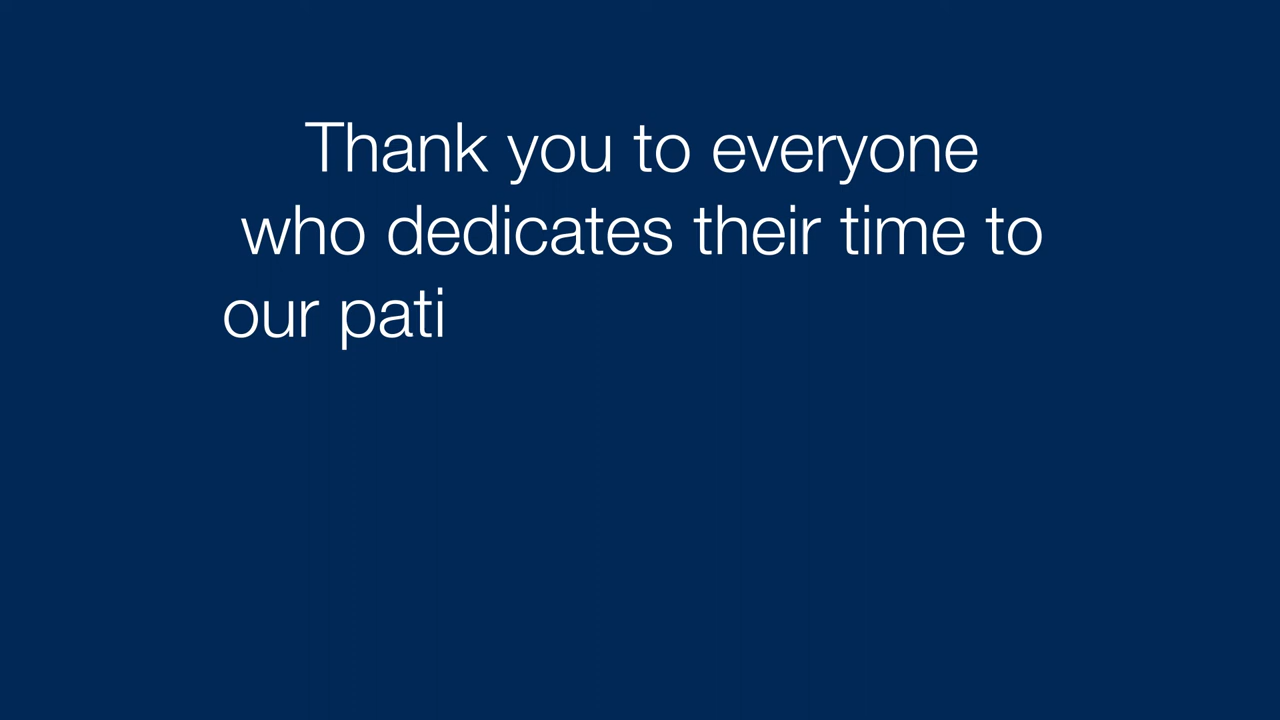 Thank you to everyone
who dedicates their time to
our pati